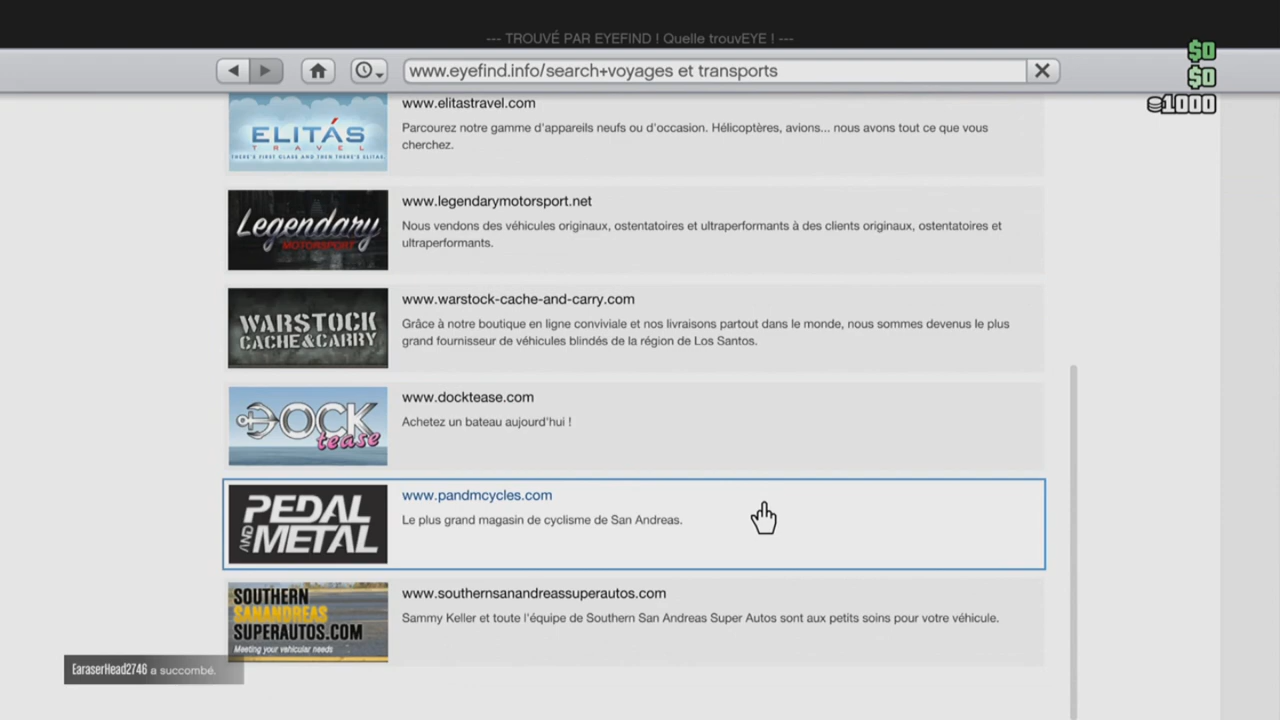 --- TROUVÉ PAR EYEFIND ! Quelle trouvEYE ! ---
www.eyefind.info/search+voyages et transports
$0
$0
1000
ELITÁS
TRAVEL
THERE'S FIRST CLASS AND THEN THERE'S ELITAS.
www.elitastravel.com
Parcourez notre gamme d'appareils neufs ou d'occasion. Hélicoptères, avions... nous avons tout ce que vous
cherchez.
Legendary
MOTORSPORT
www.legendarymotorsport.net
Nous vendons des véhicules originaux, ostentatoires et ultraperformants à des clients originaux, ostentatoires et
ultraperformants.
WARSTOCK
CACHE&CARRY
www.warstock-cache-and-carry.com
Grâce à notre boutique en ligne conviviale et nos livraisons partout dans le monde, nous sommes devenus le plus
grand fournisseur de véhicules blindés de la région de Los Santos.
DOCK
tease
www.docktease.com
Achetez un bateau aujourd'hui !
PEDAL
AND METAL
www.pandmcycles.com
Le plus grand magasin de cyclisme de San Andreas.
SOUTHERN
SANANDREAS
SUPERAUTOS.COM
Meeting your vehicular needs
www.southernsanandreassuperautos.com
Sammy Keller et toute l'équipe de Southern San Andreas Super Autos sont aux petits soins pour votre véhicule.
EaraserHead2746 a succombé.